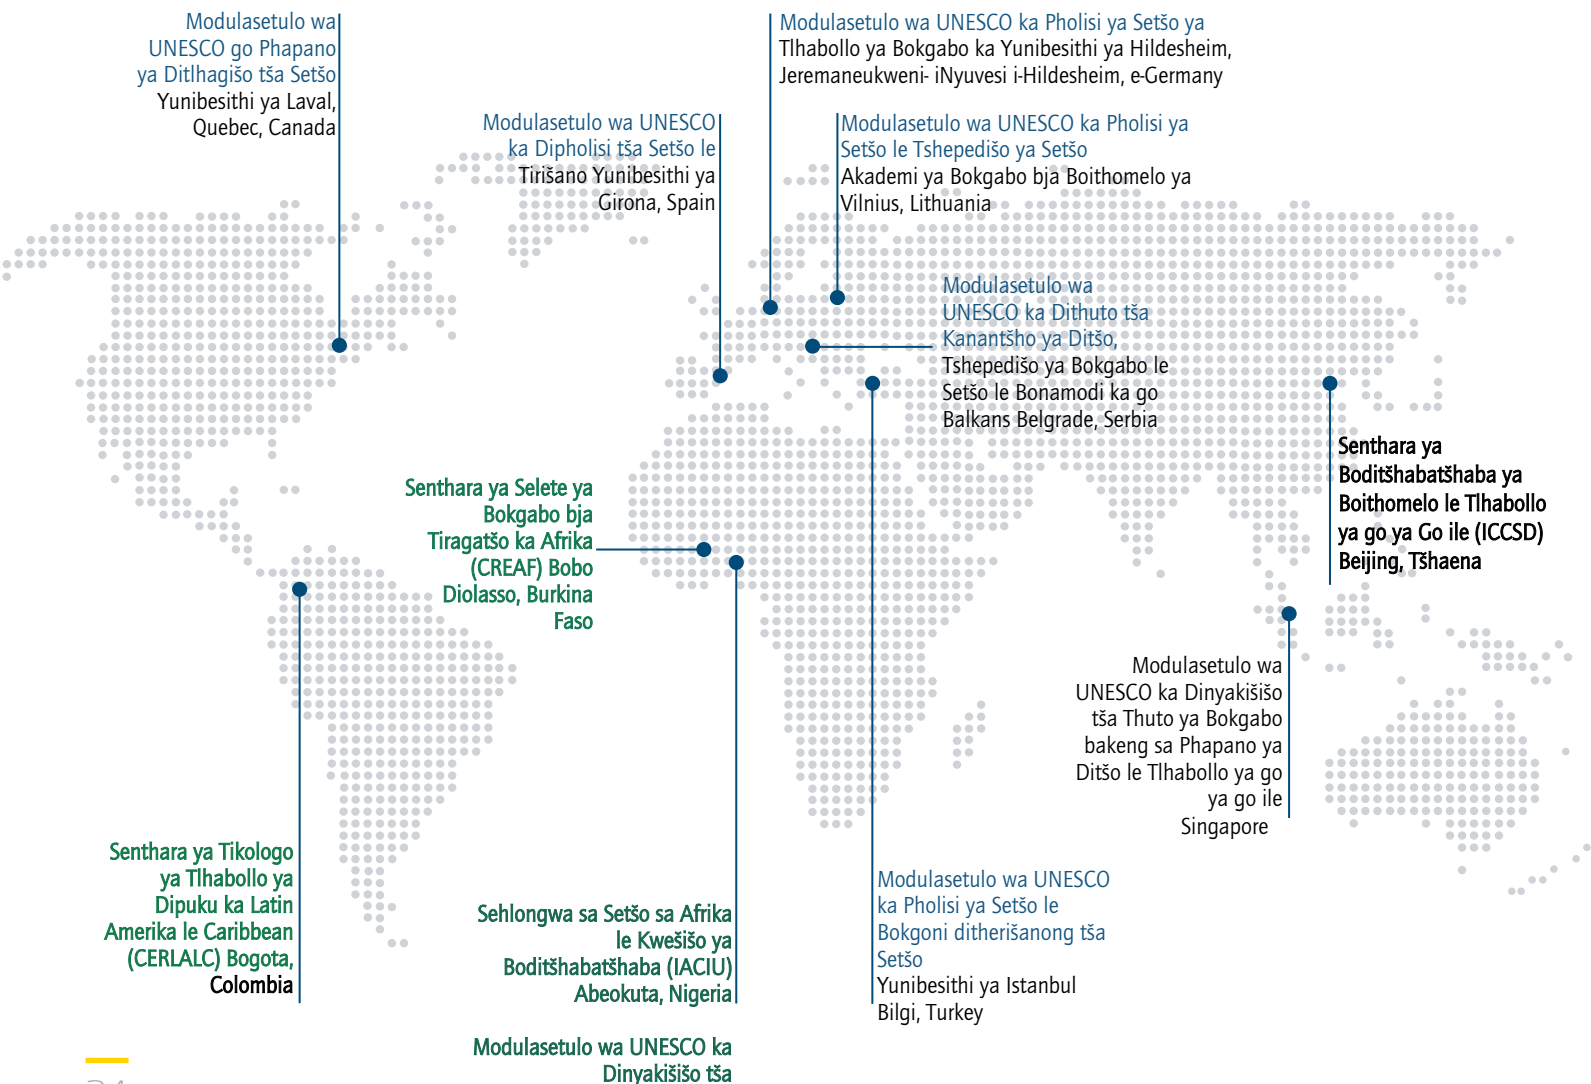 Modulasetulo wa
UNESCO go Phapano
ya Ditlhagišo tša Setšo
Yunibesithi ya Laval,
Quebec, Canada
Modulasetulo wa UNESCO ka Pholisi ya Setšo ya
Tlhabollo ya Bokgabo ka Yunibesithi ya Hildesheim,
Jeremaneukweni- iNyuvesi i-Hildesheim, e-Germany
Modulasetulo wa UNESCO
ka Dipholisi tša Setšo le
Tirišano Yunibesithi ya
Girona, Spain
Modulasetulo wa UNESCO ka Pholisi ya
Setšo le Tshepedišo ya Setšo
Akademi ya Bokgabo bja Boithomelo ya
Vilnius, Lithuania
Modulasetulo wa
UNESCO ka Dithuto tša
Kanantšho ya Ditšo,
Tshepedišo ya Bokgabo le
Setšo le Bonamodi ka go
Balkans Belgrade, Serbia
Senthara ya
Boditšhabatšhaba ya
Boithomelo le Tlhabollo
ya go ya Go ile (ICCSD)
Beijing, Tšhaena
Senthara ya Selete ya
Bokgabo bja
Tiragatšo ka Afrika
(CREAF) Bobo
Diolasso, Burkina
Faso
Modulasetulo wa
UNESCO ka Dinyakišišo
tša Thuto ya Bokgabo
bakeng sa Phapano ya
Ditšo le Tlhabollo ya go
ya go ile
Singapore
Senthara ya Tikologo
ya Tlhabollo ya
Dipuku ka Latin
Amerika le Caribbean
(CERLALC) Bogota,
Colombia
Sehlongwa sa Setšo sa Afrika
le Kwešišo ya
Boditšhabatšhaba (IACIU)
Abeokuta, Nigeria
Modulasetulo wa UNESCO
ka Pholisi ya Setšo le
Bokgoni ditherišanong tša
Setšo
Yunibesithi ya Istanbul
Bilgi, Turkey
Modulasetulo wa UNESCO ka
Dinyakišišo tša